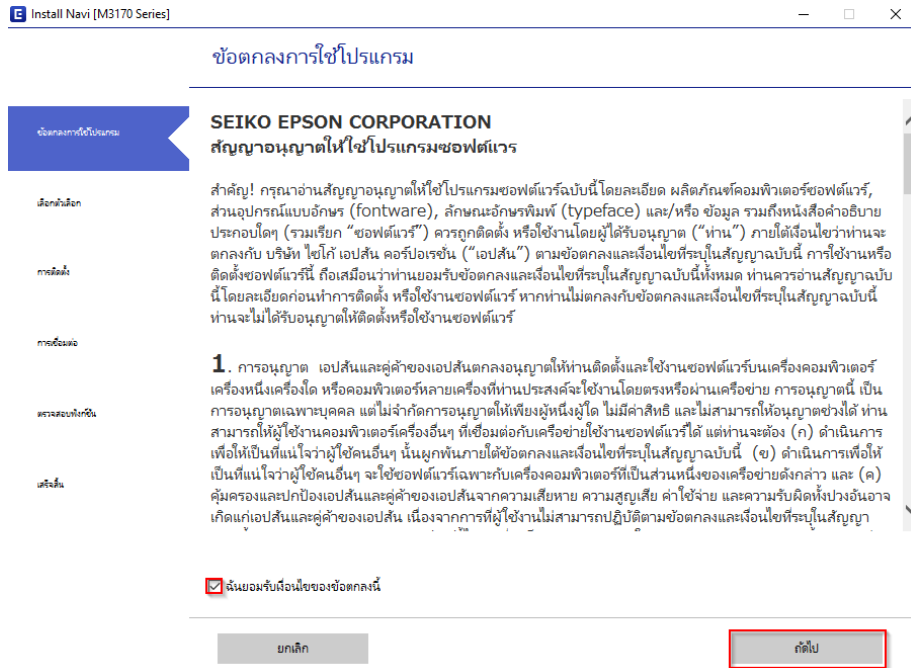 E Install Navi [M3170 Series]
ข้อตกลงการใช้โปรแกรม
ข้อตกลงการใช้โปรแกรม
เลือกตัวเลือก
การติดตั้ง
การเชื่อมต่อ
ตรวจสอบฟังก์ชัน
เสร็จสิ้น
SEIKO EPSON CORPORATION
สัญญาอนุญาตให้ใช้โปรแกรมซอฟต์แวร
สำคัญ! กรุณาอ่านสัญญาอนุญาตให้ใช้โปรแกรมซอฟต์แวร์ฉบับนี้โดยละเอียด ผลิตภัณฑ์คอมพิวเตอร์ซอฟต์แวร์,
ส่วนอุปกรณ์แบบอักษร (fontware), ลักษณะอักษรพิมพ์ (typeface) และ/หรือ ข้อมูล รวมถึงหนังสือคำอธิบาย
ประกอบใดๆ (รวมเรียก “ซอฟต์แวร์”) ควรถูกติดตั้ง หรือใช้งานโดยผู้ได้รับอนุญาต (“ท่าน”) ภายใต้เงื่อนไขว่าท่านจะ
ตกลงกับ บริษัท ไซโก้ เอปสัน คอร์ปอเรชั่น (“เอปสัน”) ตามข้อตกลงและเงื่อนไขที่ระบุในสัญญาฉบับนี้ การใช้งานหรือ
ติดตั้งซอฟต์แวร์นี้ ถือเสมือนว่าท่านยอมรับข้อตกลงและเงื่อนไขที่ระบุในสัญญาฉบับนี้ทั้งหมด ท่านควรอ่านสัญญาฉบับ
นี้โดยละเอียดก่อนทำการติดตั้ง หรือใช้งานซอฟต์แวร์ หากท่านไม่ตกลงกับข้อตกลงและเงื่อนไขที่ระบุในสัญญาฉบับนี้
ท่านจะไม่ได้รับอนุญาตให้ติดตั้งหรือใช้งานซอฟต์แวร์
1. การอนุญาต เอปสันและคู่ค้าของเอปสันตกลงอนุญาตให้ท่านติดตั้งและใช้งานซอฟต์แวร์บนเครื่องคอมพิวเตอร์
เครื่องหนึ่งเครื่องใด หรือคอมพิวเตอร์หลายเครื่องที่ท่านประสงค์จะใช้งานโดยตรงหรือผ่านเครือข่าย การอนุญาตนี้ เป็น
การอนุญาตเฉพาะบุคคล แต่ไม่จำกัดการอนุญาตให้เพียงผู้หนึ่งผู้ใด ไม่มีค่าสิทธิ และไม่สามารถให้อนุญาตช่วงได้ ท่าน
สามารถให้ผู้ใช้งานคอมพิวเตอร์เครื่องอื่นๆ ที่เชื่อมต่อกับเครือข่ายใช้งานซอฟต์แวร์ได้ แต่ท่านจะต้อง (ก) ดำเนินการ
เพื่อให้เป็นที่แน่ใจว่าผู้ใช้คนอื่นๆ นั้นผูกพันภายใต้ข้อตกลงและเงื่อนไขที่ระบุในสัญญาฉบับนี้ (ข) ดำเนินการเพื่อให้
เป็นที่แน่ใจว่าผู้ใช้คนอื่นๆ จะใช้ซอฟต์แวร์เฉพาะกับเครื่องคอมพิวเตอร์ที่เป็นส่วนหนึ่งของเครือข่ายดังกล่าว และ (ค)
คุ้มครองและปกป้องเอปสันและคู่ค้าของเอปสันจากความเสียหาย ความสูญเสีย ค่าใช้จ่าย และความรับผิดทั้งปวงอันอาจ
เกิดแก่เอปสันและคู่ค้าของเอปสัน เนื่องจากการที่ผู้ใช้งานไม่สามารถปฏิบัติตามข้อตกลงและเงื่อนไขที่ระบุในสัญญา
ฉันยอมรับเงื่อนไขของข้อตกลงนี้
ยกเลิก
ถัดไป